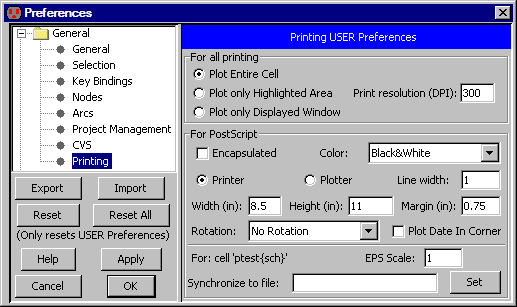 Preferences
General
General
Selection
Key Bindings
Nodes
Arcs
Project Management
CVS
Printing
Export
Import
Reset
Reset All
(Only resets USER Preferences)
Help
Apply
Cancel
OK
Printing USER Preferences
For all printing
Plot Entire Cell
Plot only Highlighted Area
Print resolution (DPI): 300
Plot only Displayed Window
For PostScript
Encapsulated
Color: Black&White
Printer
Plotter
Line width: 1
Width (in): 8.5
Height (in): 11
Margin (in): 0.75
Rotation: No Rotation
Plot Date In Corner
For: cell 'ptest{sch}'
EPS Scale: 1
Synchronize to file:
Set